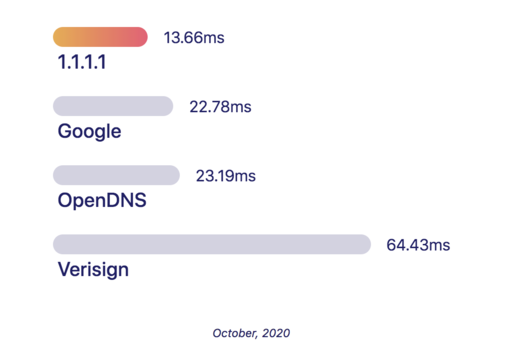 13.66ms
1.1.1.1
22.78ms
Google
23.19ms
OpenDNS
64.43ms
Verisign
October, 2020